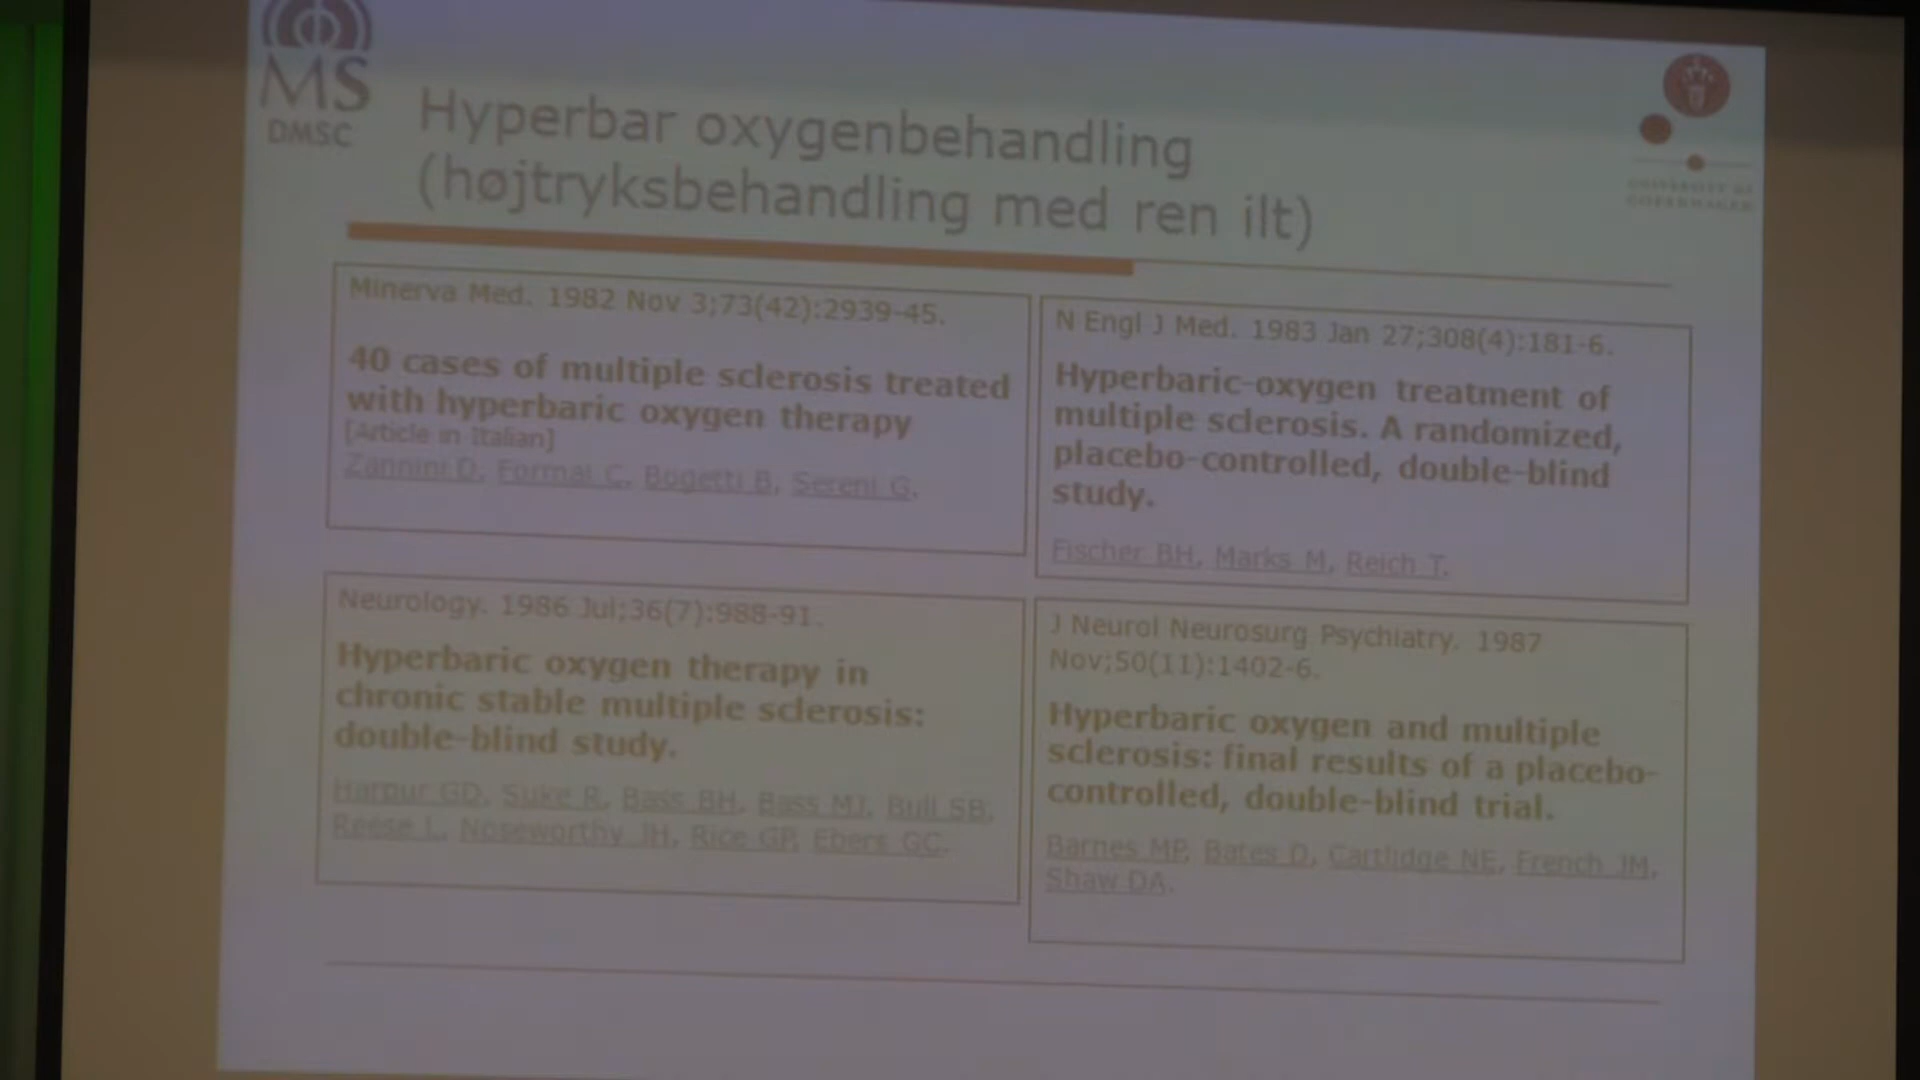 MS
DMSC
Hyperbar oxygenbehandling
(højtryksbehandling med ren ilt)
UNIVERSITY OF
COPENHAGEN
Minerva Med. 1982 Nov 3;73(42):2939-45.
40 cases of multiple sclerosis treated
with hyperbaric oxygen therapy
[Article in Italian]
Zannini D, Formai C, Bogetti B, Sereni G.
N Engl J Med. 1983 Jan 27;308(4):181-6.
Hyperbaric-oxygen treatment of
multiple sclerosis. A randomized,
placebo-controlled, double-blind
study.
Fischer BH, Marks M, Reich T.
Neurology. 1986 Jul;36(7):988-91.
Hyperbaric oxygen therapy in
chronic stable multiple sclerosis:
double-blind study.
Harpur GD, Suke R, Bass BH, Bass MJ, Bull SB,
Reese L, Noseworthy JH, Rice GP, Ebers GC.
J Neurol Neurosurg Psychiatry. 1987
Nov;50(11):1402-6.
Hyperbaric oxygen and multiple
sclerosis: final results of a placebo-
controlled, double-blind trial.
Barnes MP, Bates D, Cartlidge NE, French JM,
Shaw DA.